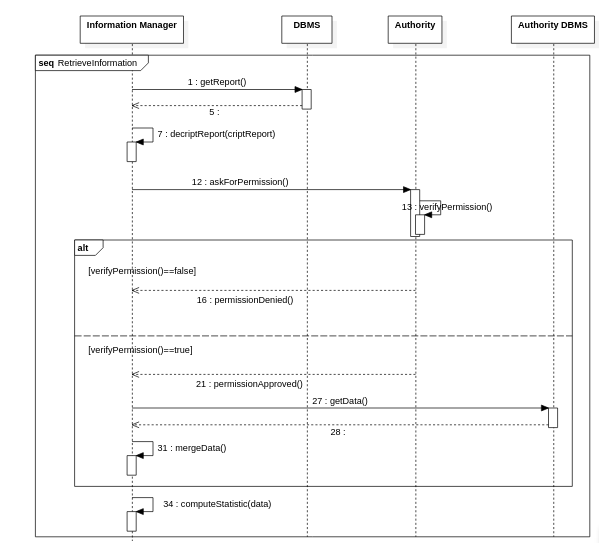 Information Manager
DBMS
Authority
Authority DBMS
seq RetrieveInformation
1 : getReport()
5 :
7 : decriptReport(criptReport)
12 : askForPermission()
13 : verifyPermission()
alt
[verifyPermission()==false]
16 : permissionDenied()
[verifyPermission()==true]
21 : permissionApproved()
27 : getData()
28 :
31 : mergeData()
34 : computeStatistic(data)